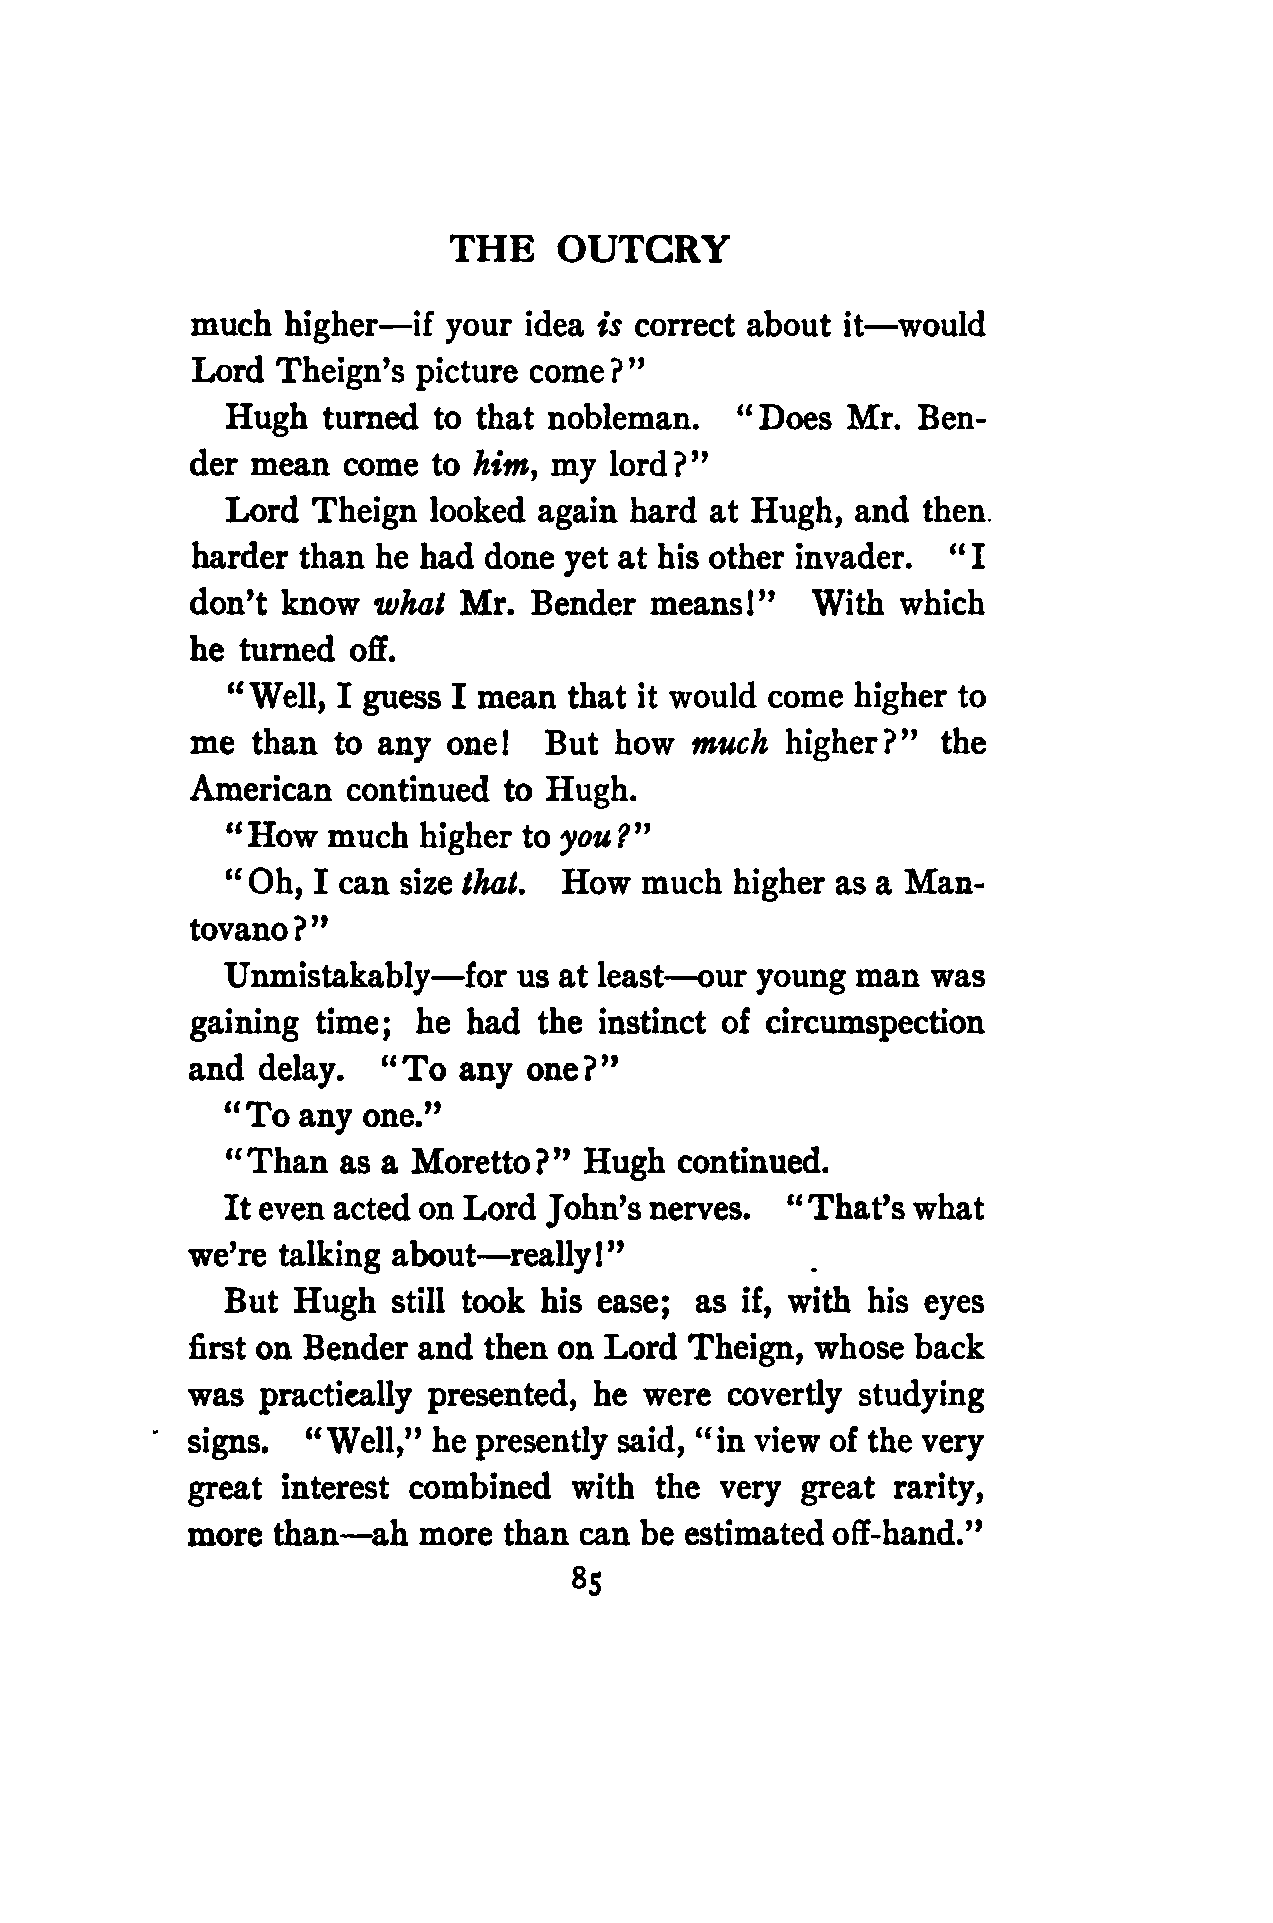 THE OUTCRY
much higher—if your idea is correct about it—would
Lord Theign's picture come?"
Hugh turned to that nobleman. "Does Mr. Ben-
der mean come to him, my lord?"
Lord Theign looked again hard at Hugh, and then
harder than he had done yet at his other invader. "I
don't know what Mr. Bender means!" With which
he turned off.
"Well, I guess I mean that it would come higher to
me than to any one! But how much higher?" the
American continued to Hugh.
"How much higher to you?"
"Oh, I can size that. How much higher as a Man-
tovano?"
Unmistakably—for us at least—our young man was
gaining time; he had the instinct of circumspection
and delay. "To any one?"
"To any one."
"Than as a Moretto?" Hugh continued.
It even acted on Lord John's nerves. "That's what
we're talking about—really!"
But Hugh still took his ease; as if, with his eyes
first on Bender and then on Lord Theign, whose back
was practically presented, he were covertly studying
signs. "Well," he presently said, "in view of the very
great interest combined with the very great rarity,
more than—ah more than can be estimated off-hand."
85